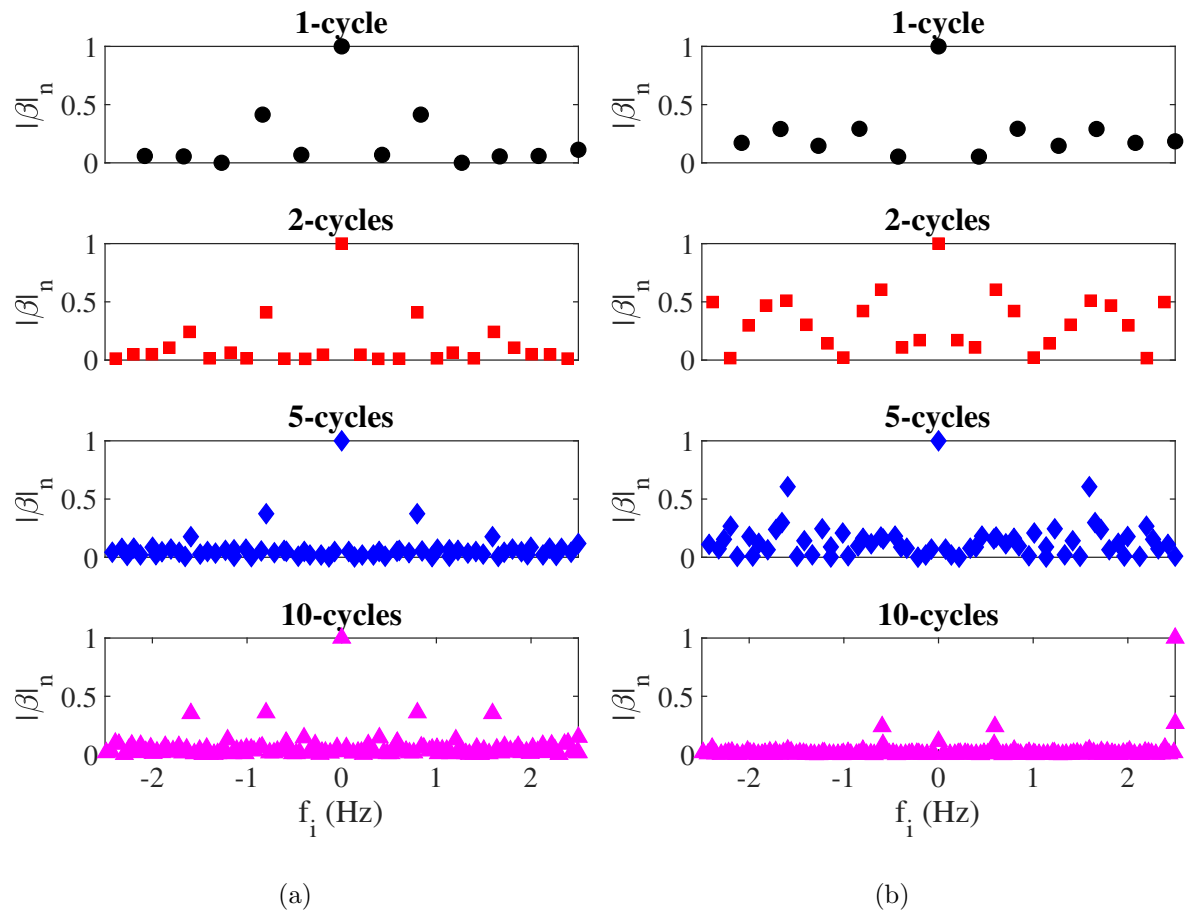 1-cycle
1
0.5
0
|β|n
2-cycles
1
0.5
0
|β|n
5-cycles
1
0.5
0
|β|n
10-cycles
1
0.5
0
|β|n
-2 -1 0 1 2
f_i (Hz)
(a)
1-cycle
1
0.5
0
|β|n
2-cycles
1
0.5
0
|β|n
5-cycles
1
0.5
0
|β|n
10-cycles
1
0.5
0
|β|n
-2 -1 0 1 2
f_i (Hz)
(b)